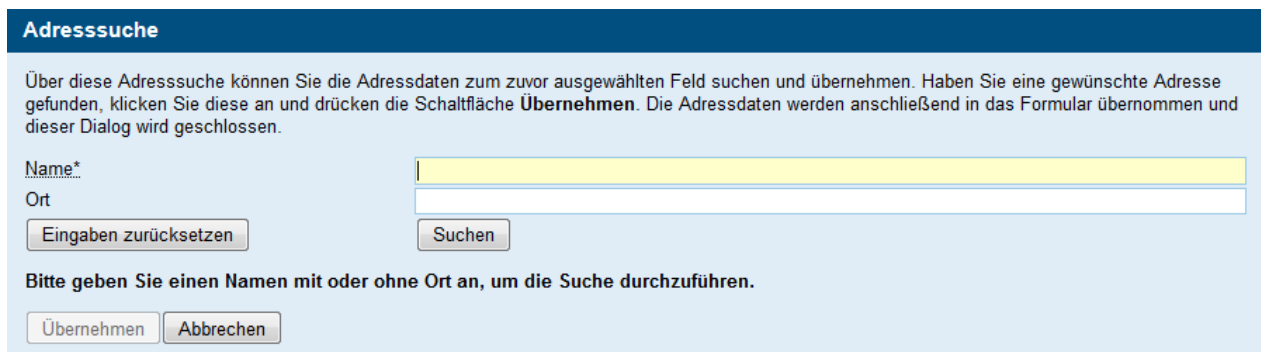 Adresssuche
Über diese Adresssuche können Sie die Adressdaten zum zuvor ausgewählten Feld suchen und übernehmen. Haben Sie eine gewünschte Adresse
gefunden, klicken Sie diese an und drücken die Schaltfläche Übernehmen. Die Adressdaten werden anschließend in das Formular übernommen und
dieser Dialog wird geschlossen.
Name*
Ort
Eingaben zurücksetzen Suchen
Bitte geben Sie einen Namen mit oder ohne Ort an, um die Suche durchzuführen.
Übernehmen Abbrechen